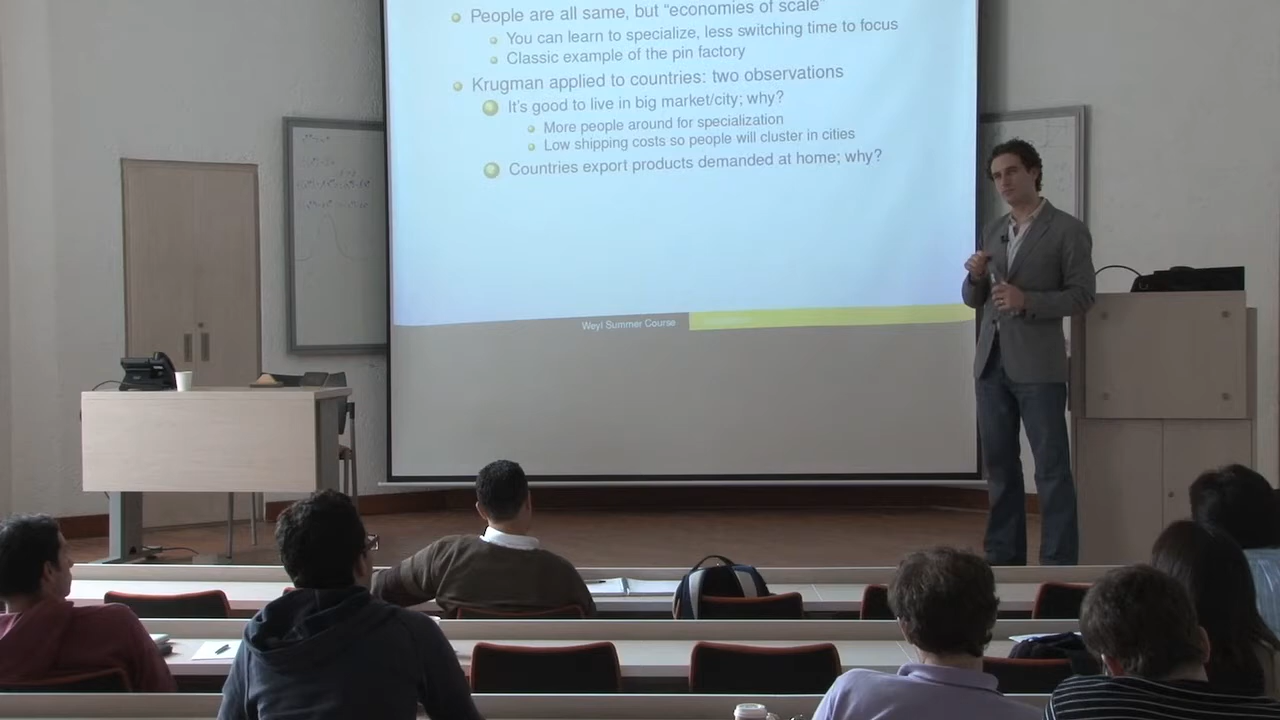 People are all same, but “economies of scale”
You can learn to specialize, less switching time to focus
Classic example of the pin factory
Krugman applied to countries: two observations
It's good to live in big market/city; why?
More people around for specialization
Low shipping costs so people will cluster in cities
Countries export products demanded at home; why?
Weyl Summer Course